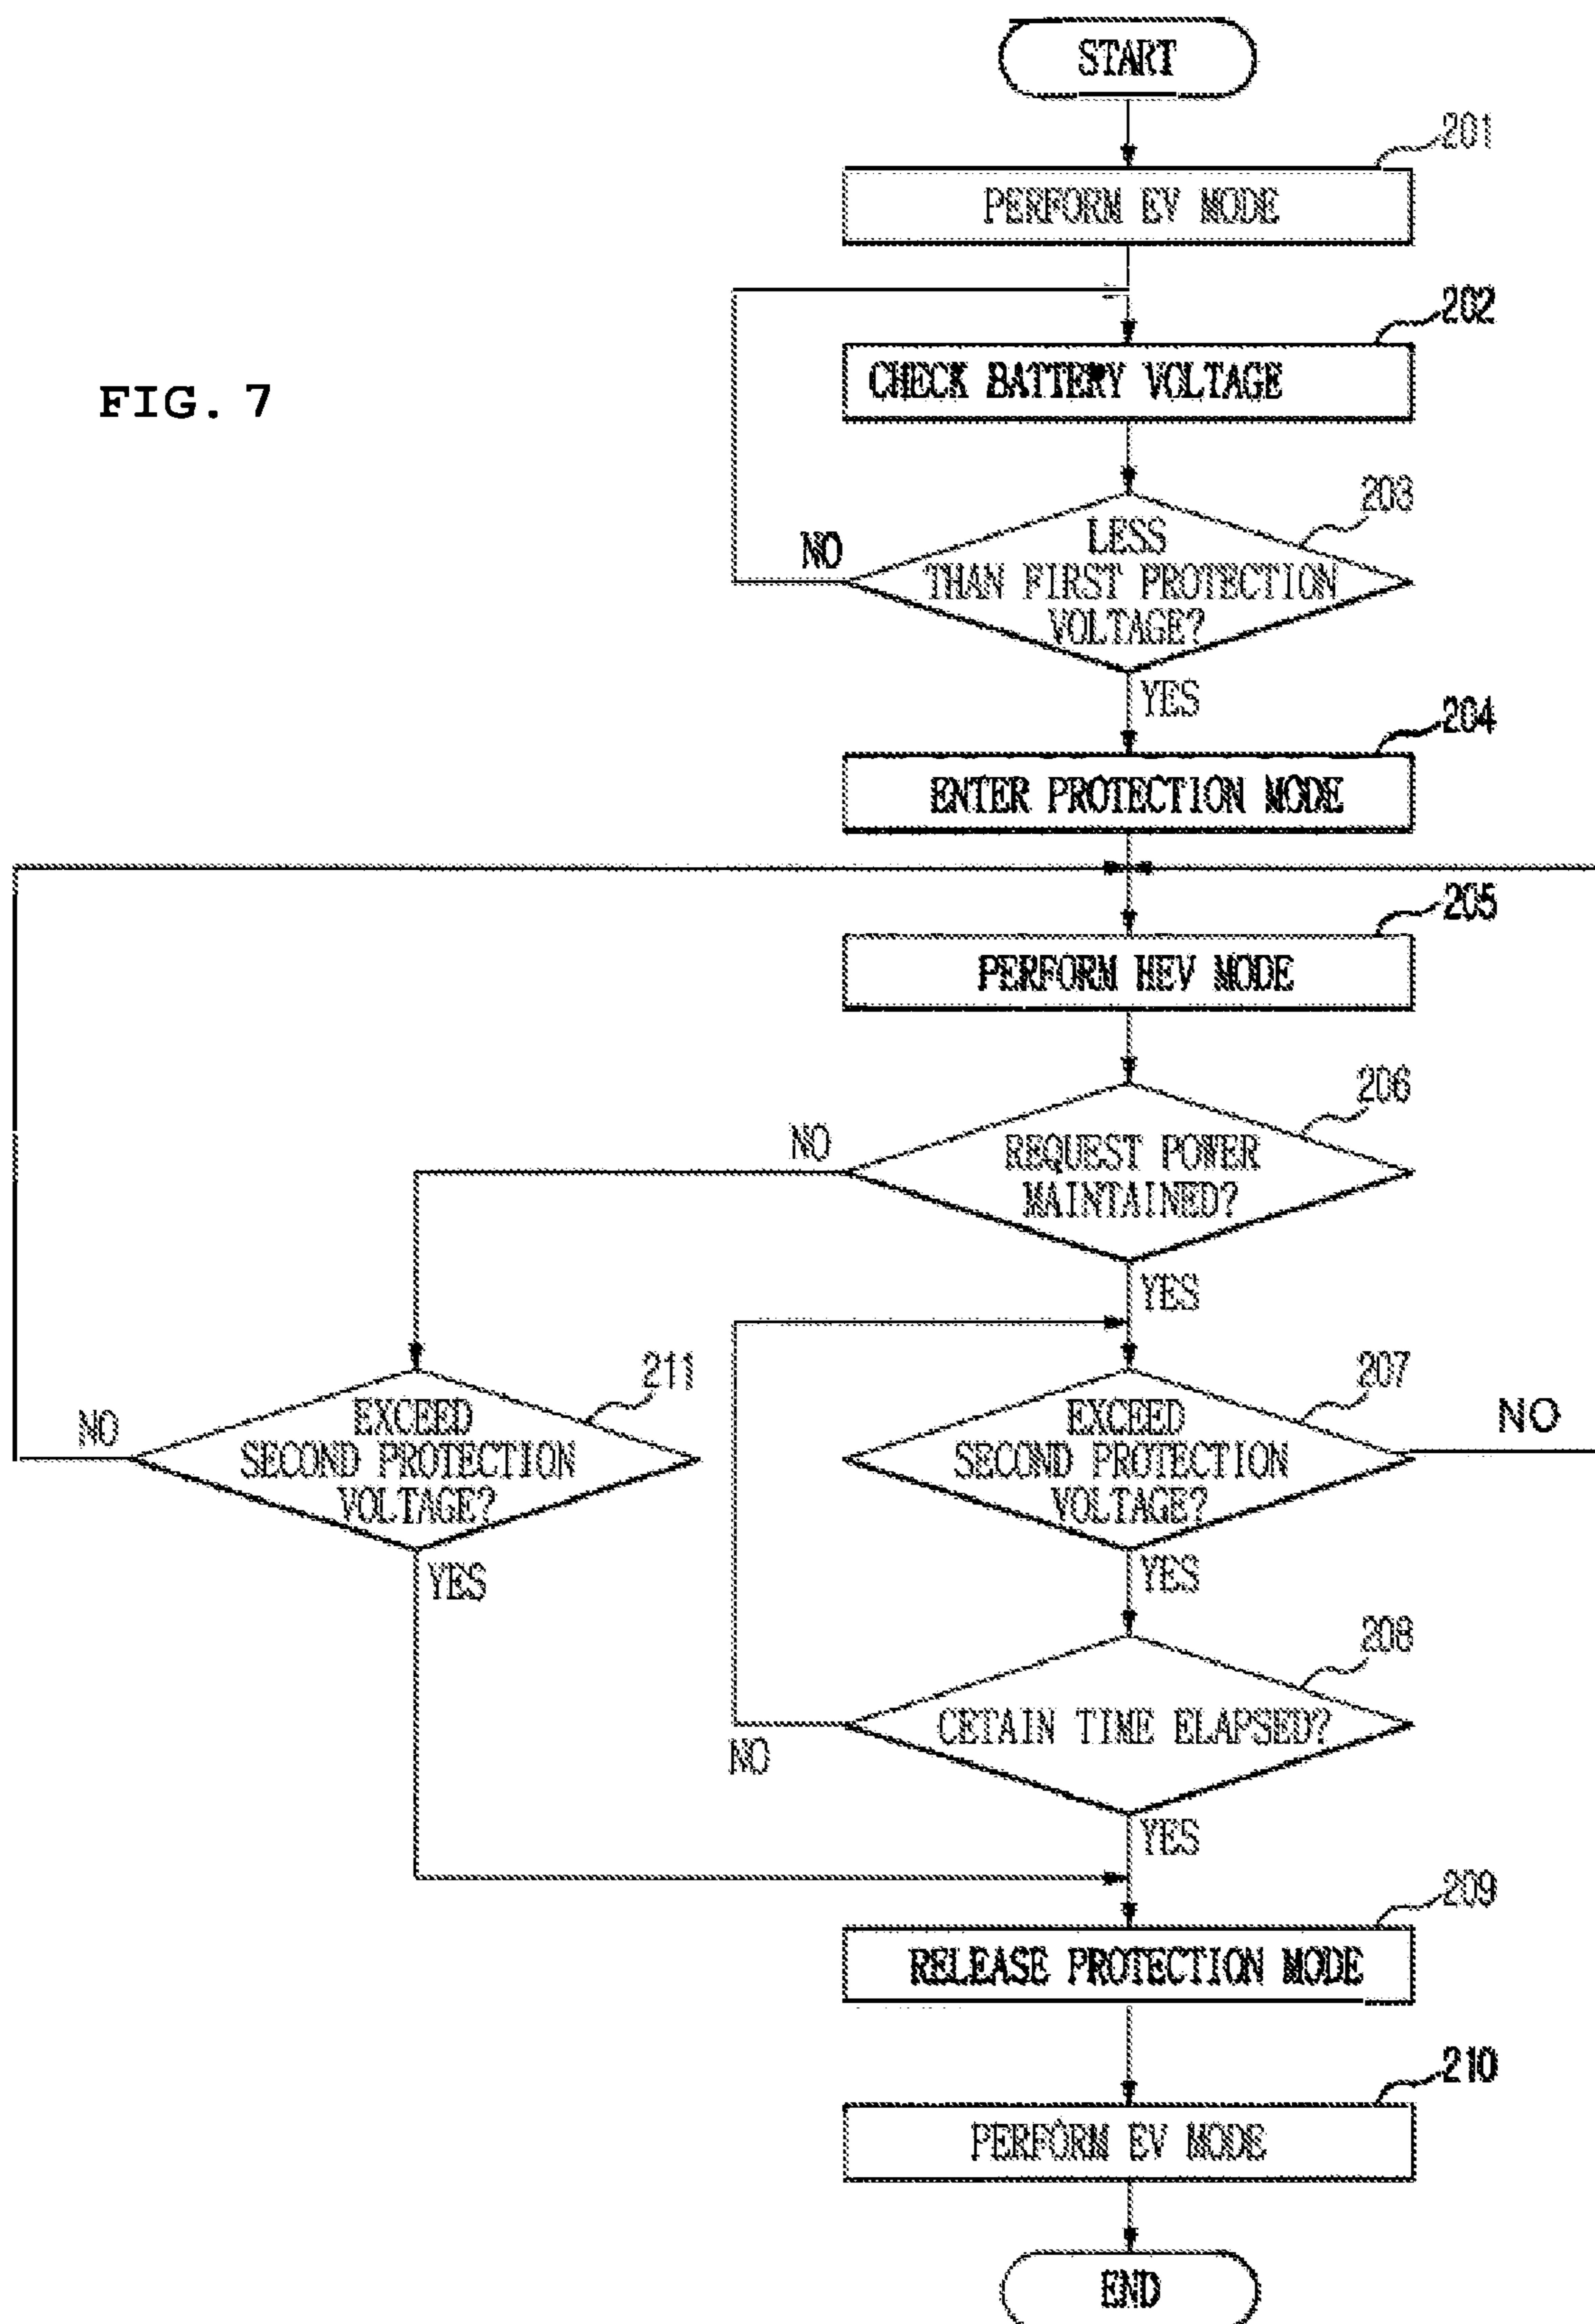 START
201
PERFORM EV MODE
202
CHECK BATTERY VOLTAGE
FIG. 7
203
LESS
THAN FIRST PROTECTION
VOLTAGE?
NO
YES
204
ENTER PROTECTION MODE
205
PERFORM HEV MODE
206
REQUEST POWER
MAINTAINED?
NO
YES
211
EXCEED
SECOND PROTECTION
VOLTAGE?
NO
YES
207
EXCEED
SECOND PROTECTION
VOLTAGE?
NO
YES
208
CETAIN TIME ELAPSED?
NO
YES
209
RELEASE PROTECTION MODE
210
PERFORM EV MODE
END